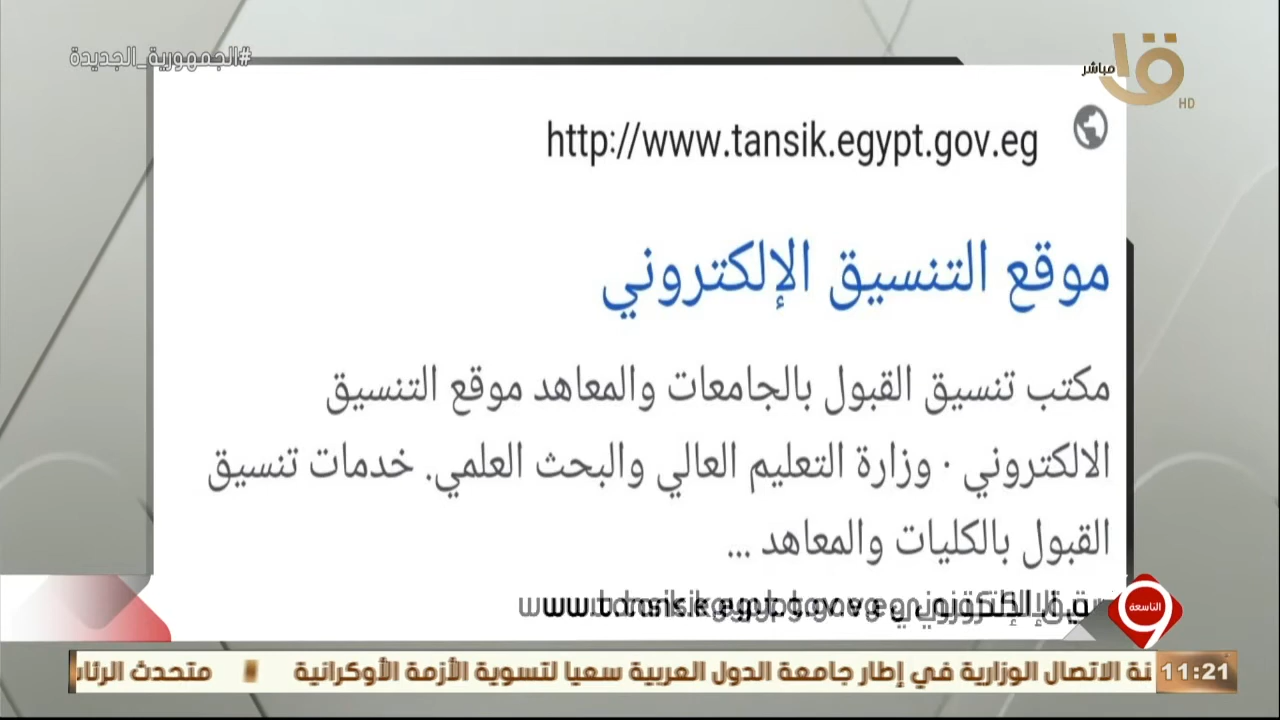 #الجمهورية_الجديدة
مباشر
HD
http://www.tansik.egypt.gov.eg
موقع التنسيق الإلكتروني
مكتب تنسيق القبول بالجامعات والمعاهد موقع التنسيق
الالكتروني · وزارة التعليم العالي والبحث العلمي. خدمات تنسيق
القبول بالكليات والمعاهد ...
التاسعة
9
11:21
الاتصال الوزارية في إطار جامعة الدول العربية سعيا لتسوية الأزمة الأوكرانية
متحدث